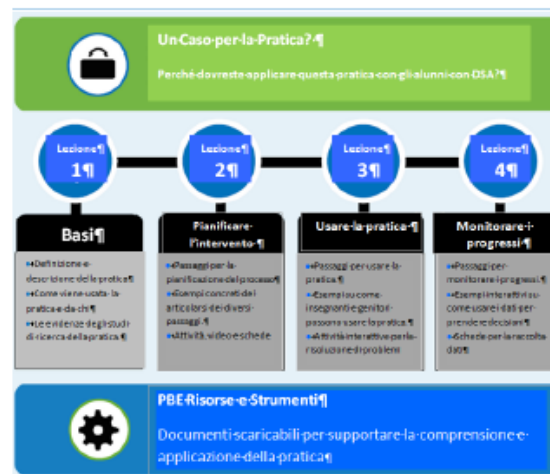 Un·Caso·per·la·Pratica?·¶
Perché·dovreste·applicare·questa·pratica·con·gli·alunni·con·DSA?¶
Lezione¶
1¶
Lezione¶
2¶
Lezione¶
3¶
Lezione¶
4¶
Basi¶
Definizione·e·
descrizione·della·pratica¶
Come·viene·usata·la·
pratica·e·da·chi¶
Le·evidenze·degli·studi·
di·ricerca·della·pratica¶
Pianificare·
l'intervento·¶
Passaggi·per·la·
pianificazione·del·processo¶
Esempi·concreti·dei·
articolars·dei·diversi·
passaggi.¶
Attività,·video·e·schede
Usare·la·pratica·¶
Passaggi·per·usare·la·
pratica¶
Esempi·su·come·
insegnanti·e·genitori·
possono·usare·la·pratica¶
Attività·interattive·per·la·
risoluzione·di·problemi
Monitorare·i·
progressi·¶
Passaggi·per·
monitorare·i·progressi¶
Esempi·interattivi·su·
come·usare·i·dati·per·
prendere·decisioni¶
Schede·per·la·raccolta·
dati¶
PBE·Risorse·e·Strumenti¶
Documenti·scaricabili·per·supportare·la·comprensione·e·
applicazione·della·pratica¶